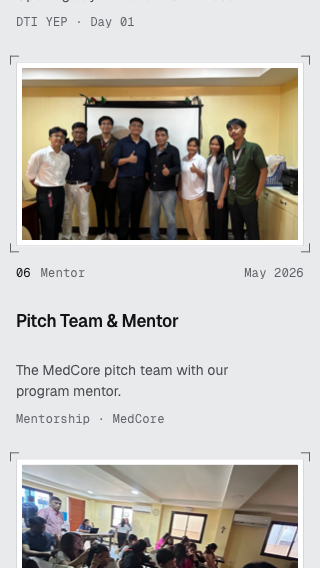 DTI YEP · Day 01
06 Mentor
May 2026
Pitch Team & Mentor
The MedCore pitch team with our
program mentor.
Mentorship · MedCore